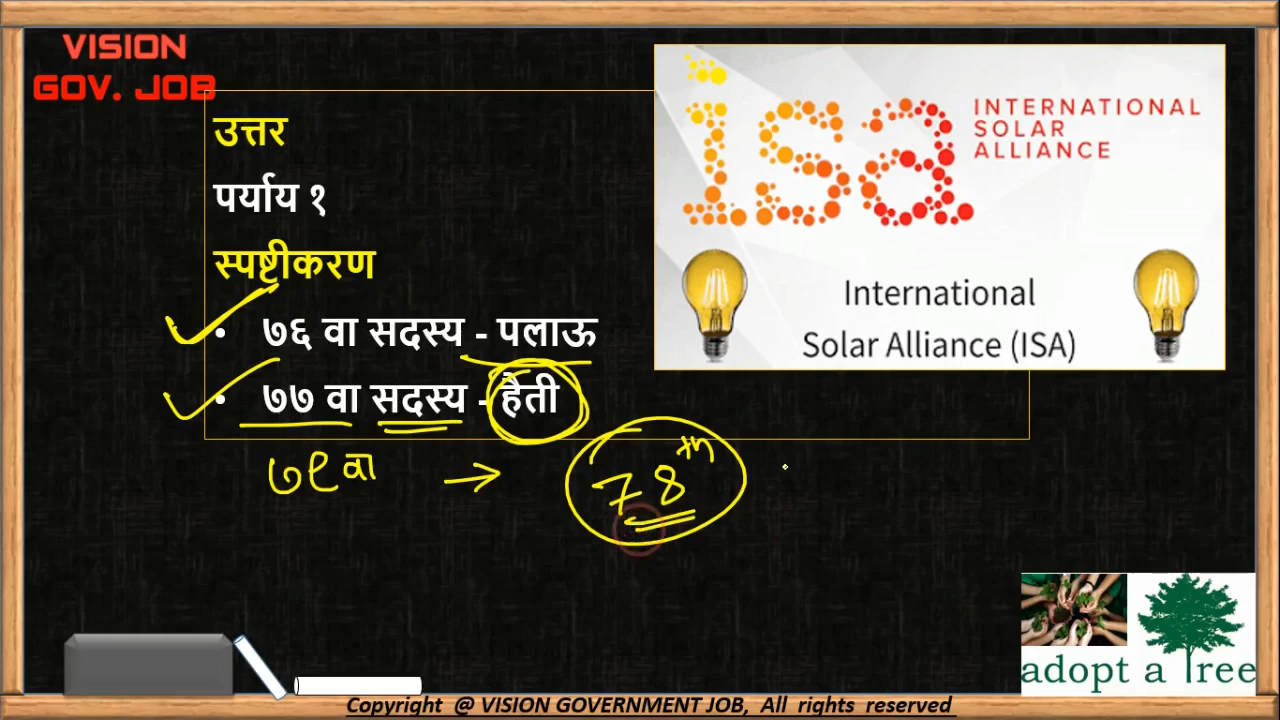 VISION
GOV. JOB
उत्तर
पर्याय १
स्पष्टीकरण
• ७६ वा सदस्य - पलाऊ
• ७७ वा सदस्य - हैती
७९ वा → 78th
isa
INTERNATIONAL
SOLAR
ALLIANCE
International
Solar Alliance (ISA)
adopt a Tree
Copyright @ VISION GOVERNMENT JOB, All rights reserved